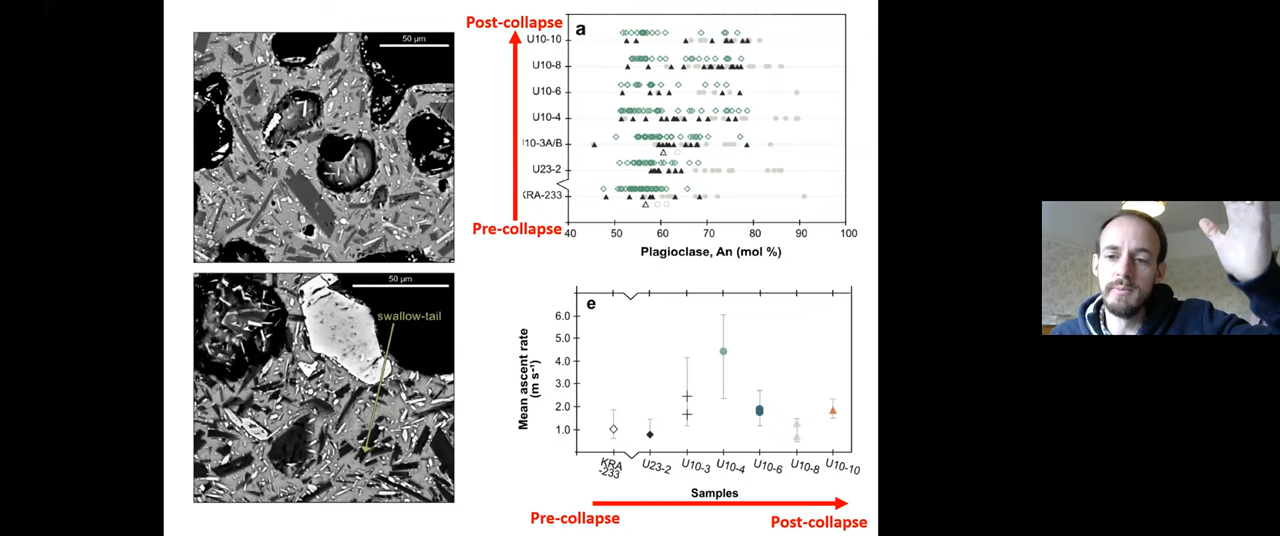 50 µm
50 µm
swallow-tail
Post-collapse
Pre-collapse
a
U10-10
U10-8
U10-6
U10-4
10-3A/B
U23-2
KRA-233
40 50 60 70 80 90 100
Plagioclase, An (mol %)
e
Mean ascent rate
(m s⁻¹)
6.0
5.0
4.0
3.0
2.0
1.0
KRA
-233
U23-2
U10-3
U10-4
U10-6
U10-8
U10-10
Samples
Pre-collapse
Post-collapse